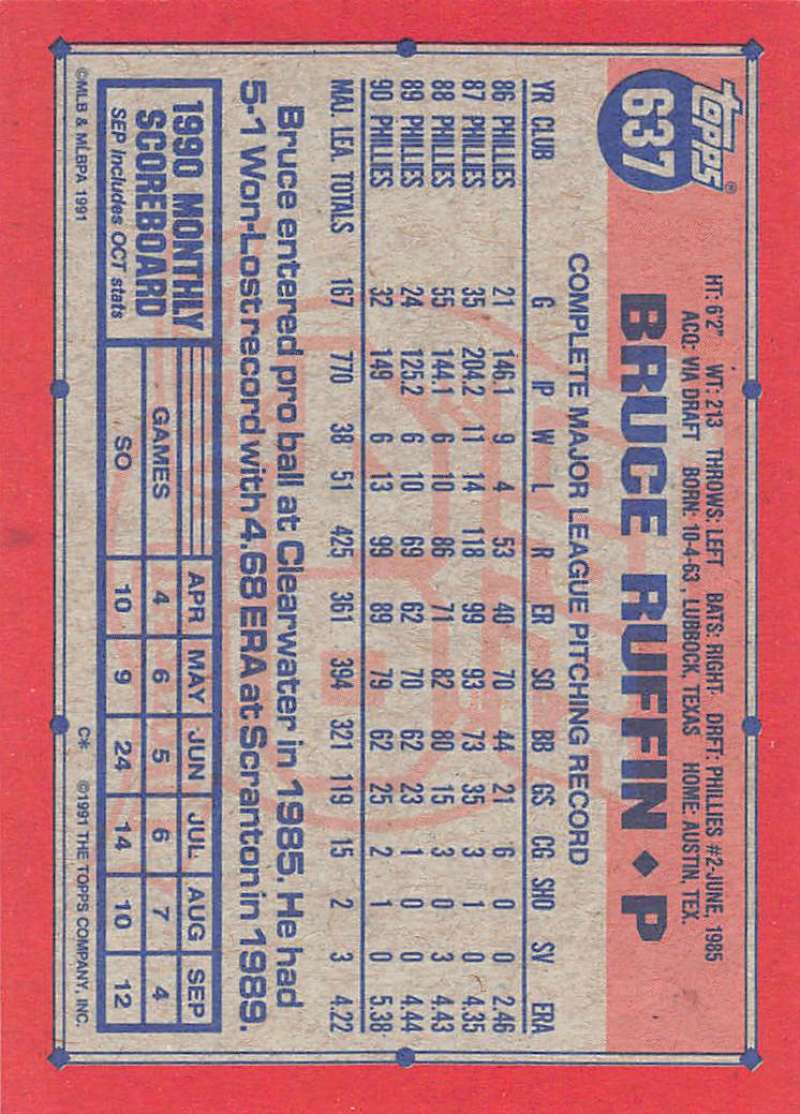 TOPPS®
637
HT: 6'2" WT: 213 THROWS: LEFT BATS: RIGHT DRFT: PHILLIES #2-JUNE, 1985
ACQ: VIA DRAFT BORN: 10-4-63, LUBBOCK, TEXAS HOME: AUSTIN, TEX.
BRUCE RUFFIN ◆ P
COMPLETE MAJOR LEAGUE PITCHING RECORD
YR CLUB G IP W L R ER SO BB GS CG SHO SV ERA
86 PHILLIES 21 146.1 9 4 53 40 70 44 21 6 0 0 2.46
87 PHILLIES 35 204.2 11 14 118 99 93 73 35 3 1 0 4.35
88 PHILLIES 55 144.1 6 10 86 71 82 80 15 3 0 3 4.43
89 PHILLIES 24 125.2 6 10 69 62 70 62 23 1 0 0 4.44
90 PHILLIES 32 149 6 13 99 89 79 62 25 2 1 0 5.38
MAJ. LEA. TOTALS 167 770 38 51 425 361 394 321 119 15 2 3 4.22
Bruce entered pro ball at Clearwater in 1985. He had
5-1 Won-Lost record with 4.68 ERA at Scranton in 1989.
1990 MONTHLY
SCOREBOARD
SEP includes OCT stats
APR MAY JUN JUL AUG SEP
GAMES 4 6 5 6 7 4
SO 10 9 24 14 10 12
©MLB & MLBPA 1991
C* ©1991 THE TOPPS COMPANY, INC.